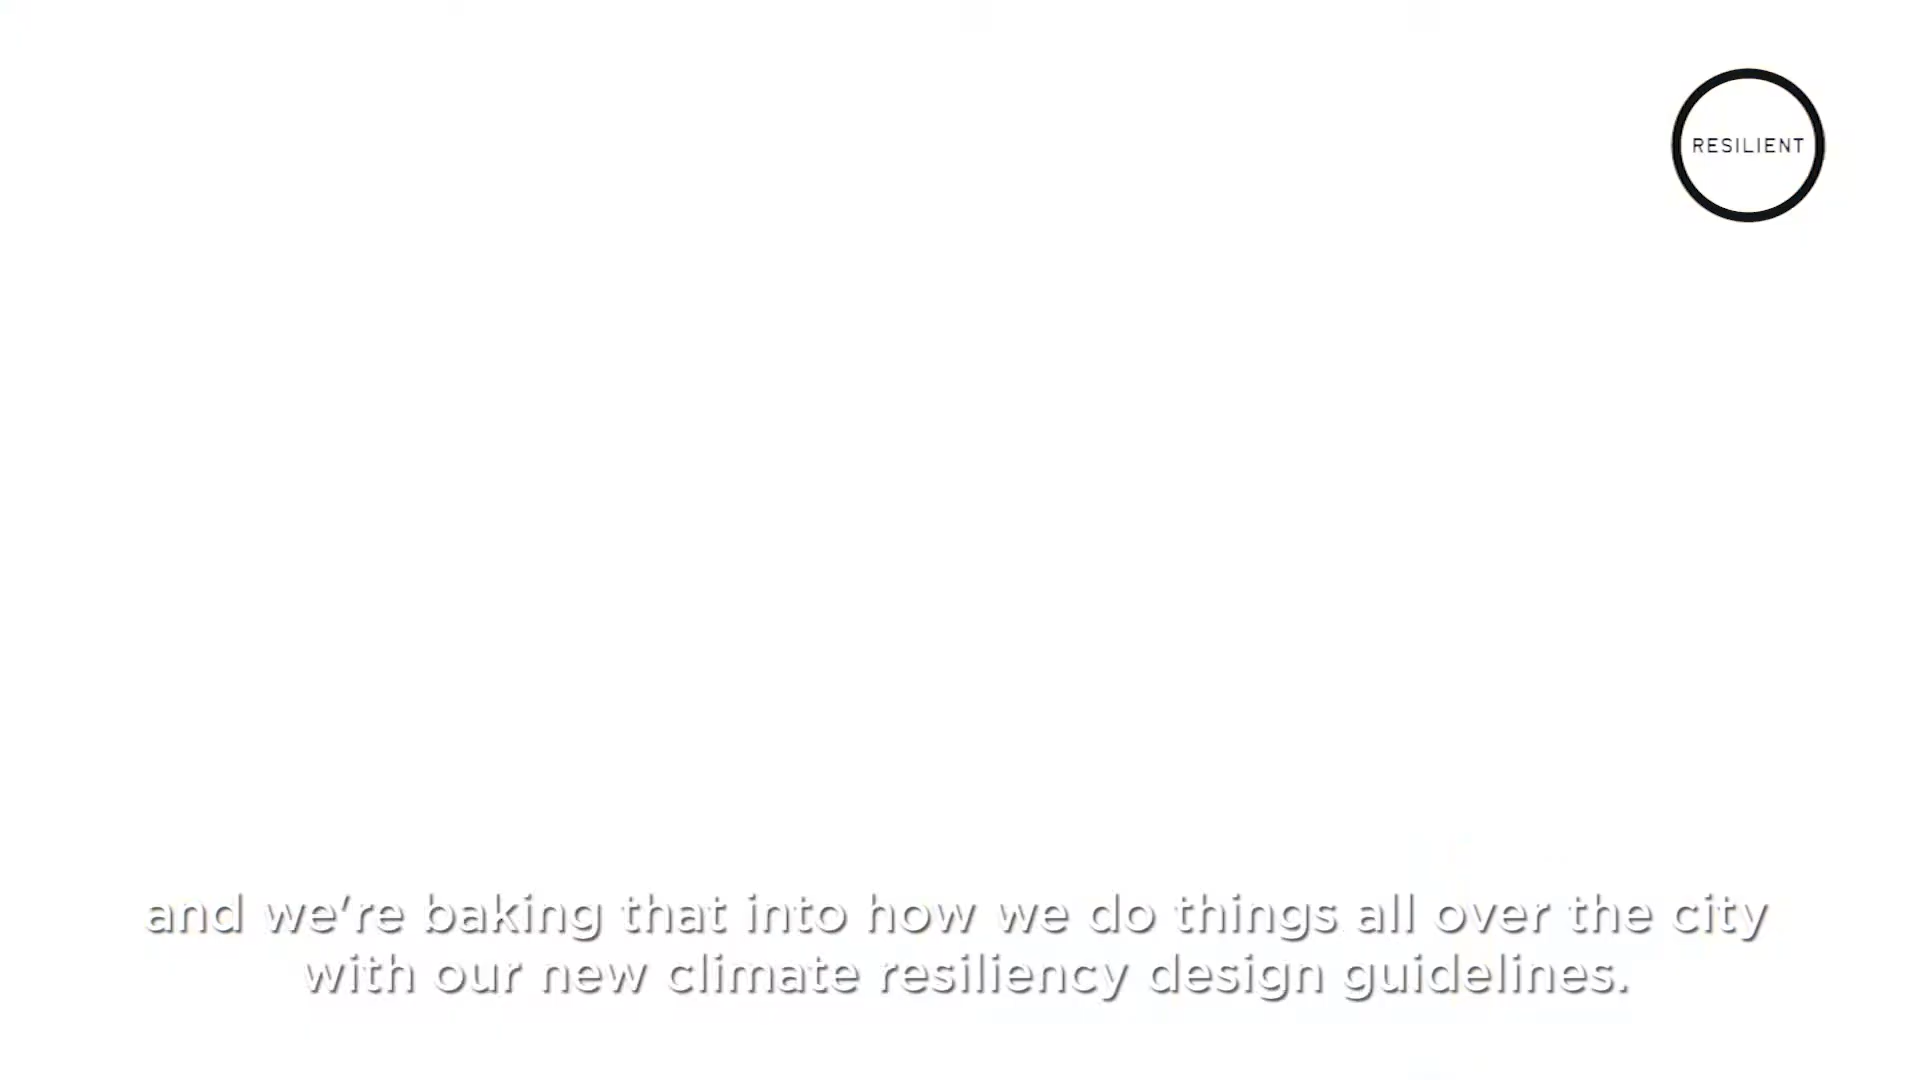 RESILIENT
and we're baking that into how we do things all over the city
with our new climate resiliency design guidelines.